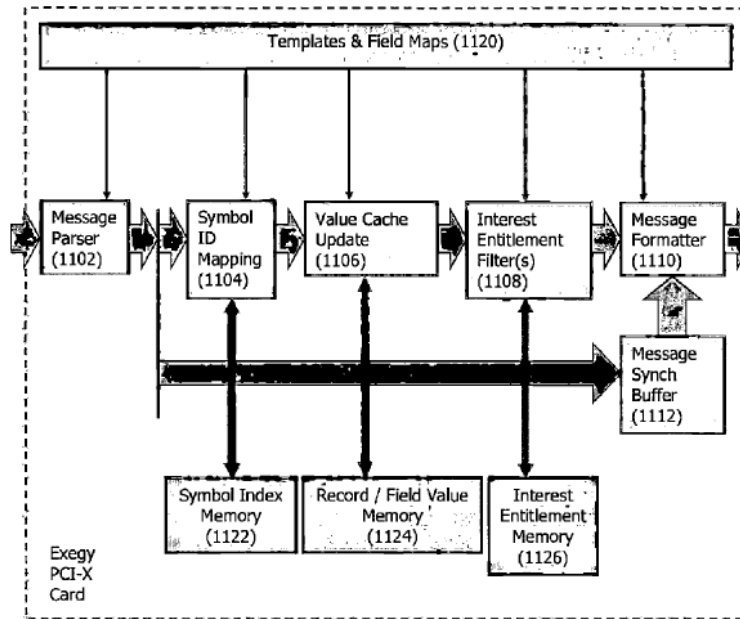 Templates & Field Maps (1120)
Message
Parser
(1102)
Symbol
ID
Mapping
(1104)
Value Cache
Update
(1106)
Interest
Entitlement
Filter(s)
(1108)
Message
Formatter
(1110)
Message
Synch
Buffer
(1112)
Symbol Index
Memory
(1122)
Record / Field Value
Memory
(1124)
Interest
Entitlement
Memory
(1126)
Exegy
PCI-X
Card